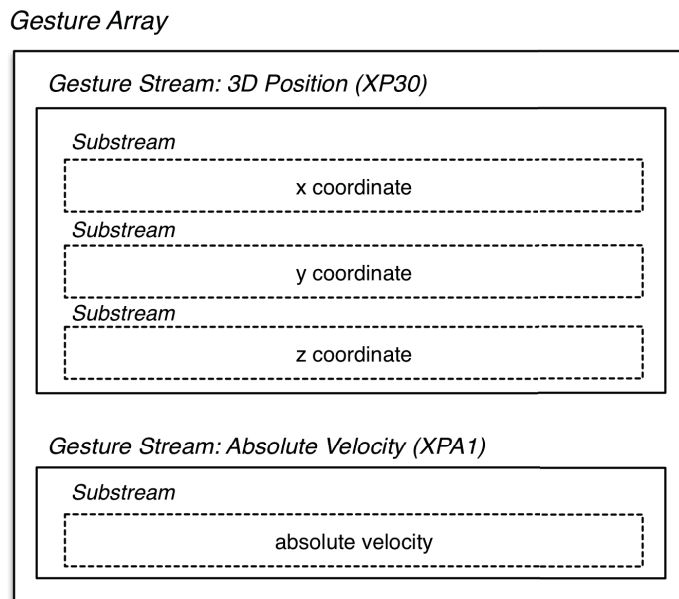 Gesture Array
Gesture Stream: 3D Position (XP30)
Substream
x coordinate
Substream
y coordinate
Substream
z coordinate
Gesture Stream: Absolute Velocity (XPA1)
Substream
absolute velocity